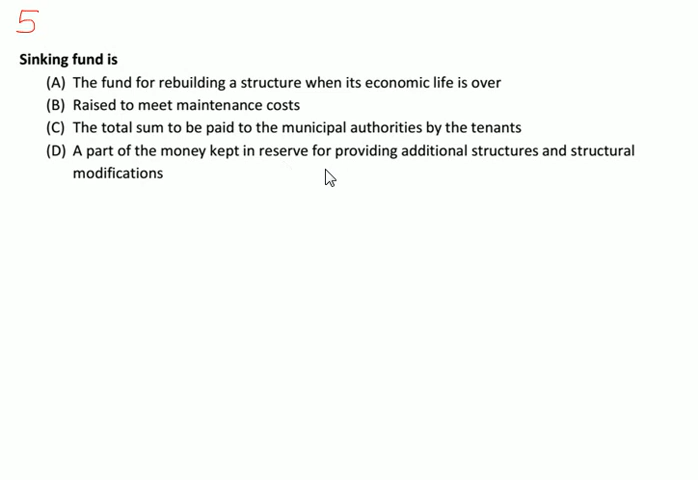 5
Sinking fund is
(A) The fund for rebuilding a structure when its economic life is over
(B) Raised to meet maintenance costs
(C) The total sum to be paid to the municipal authorities by the tenants
(D) A part of the money kept in reserve for providing additional structures and structural
modifications